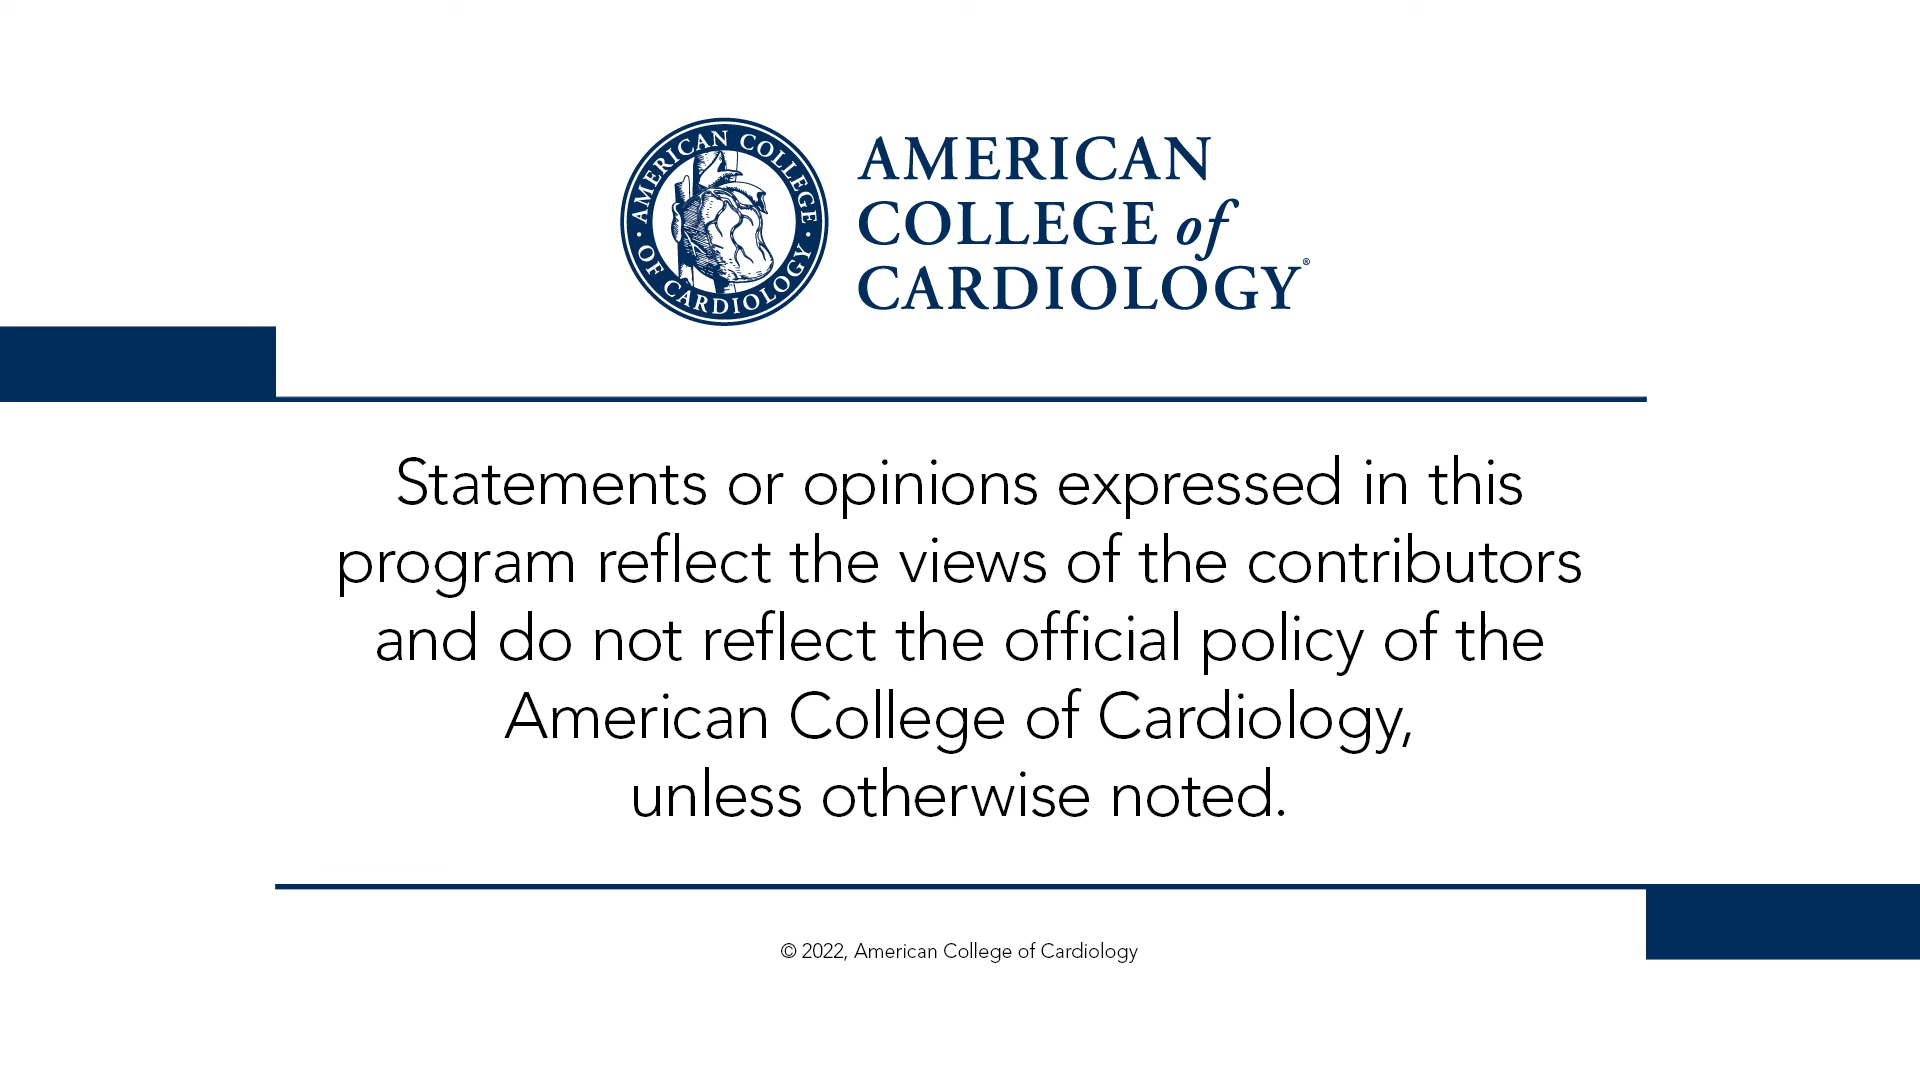 AMERICAN COLLEGE
OF CARDIOLOGY
AMERICAN
COLLEGE of
CARDIOLOGY®
Statements or opinions expressed in this
program reflect the views of the contributors
and do not reflect the official policy of the
American College of Cardiology,
unless otherwise noted.
© 2022, American College of Cardiology